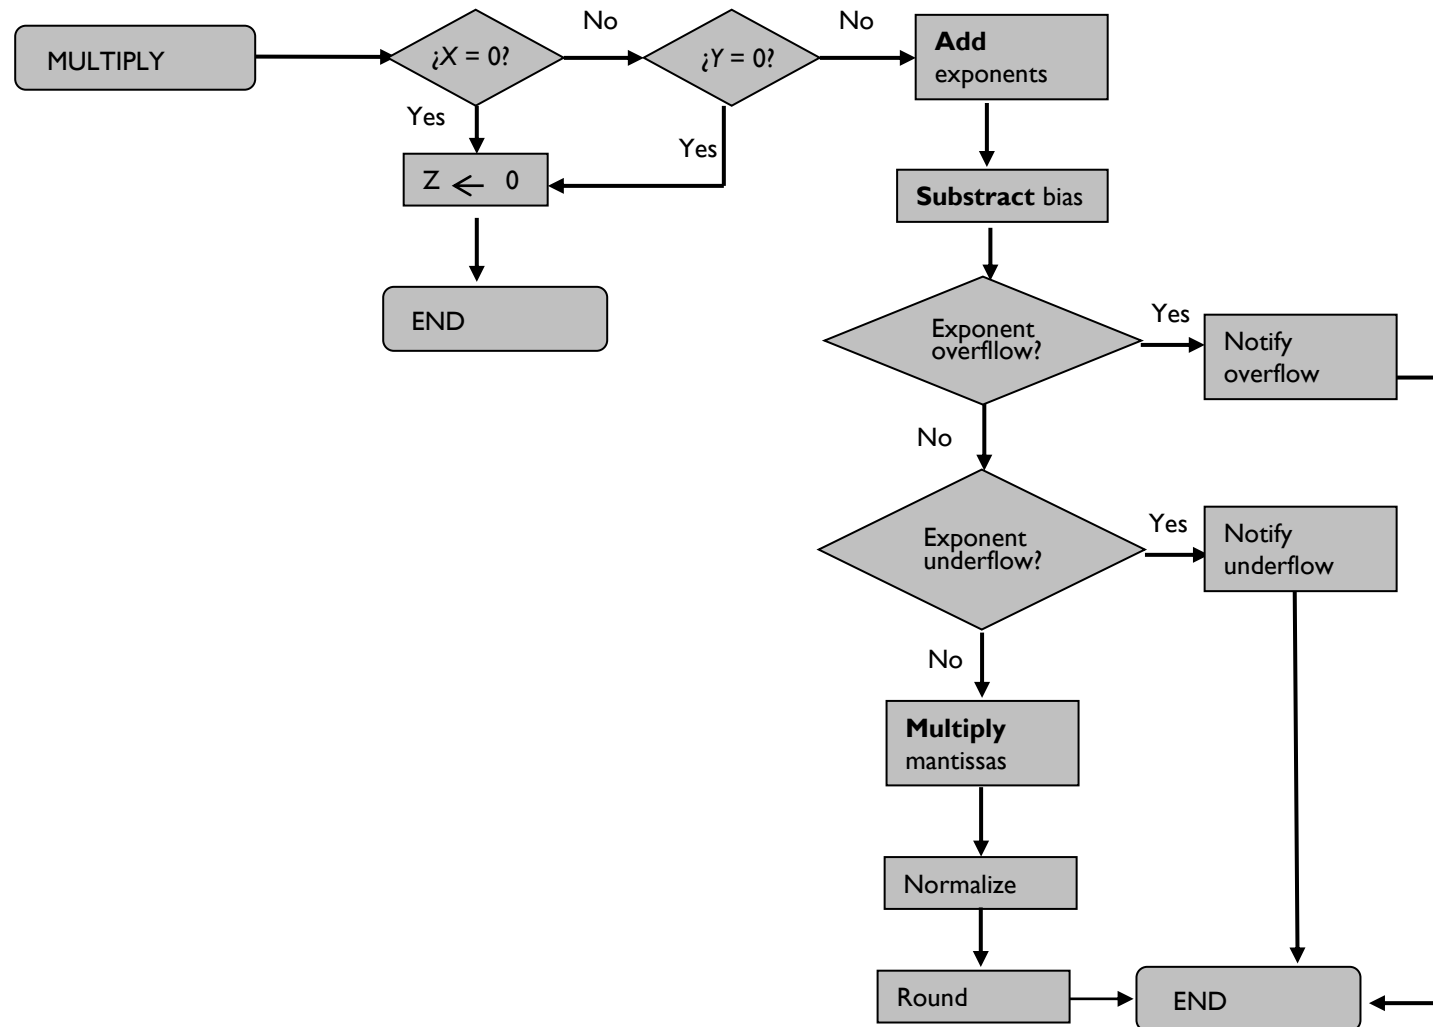 MULTIPLY
¿X = 0?
No
¿Y = 0?
No
Add
exponents
Yes
Yes
Z ← 0
Substract bias
END
Exponent
overfllow?
Yes
Notify
overflow
No
Exponent
underflow?
Yes
Notify
underflow
No
Multiply
mantissas
Normalize
Round
END